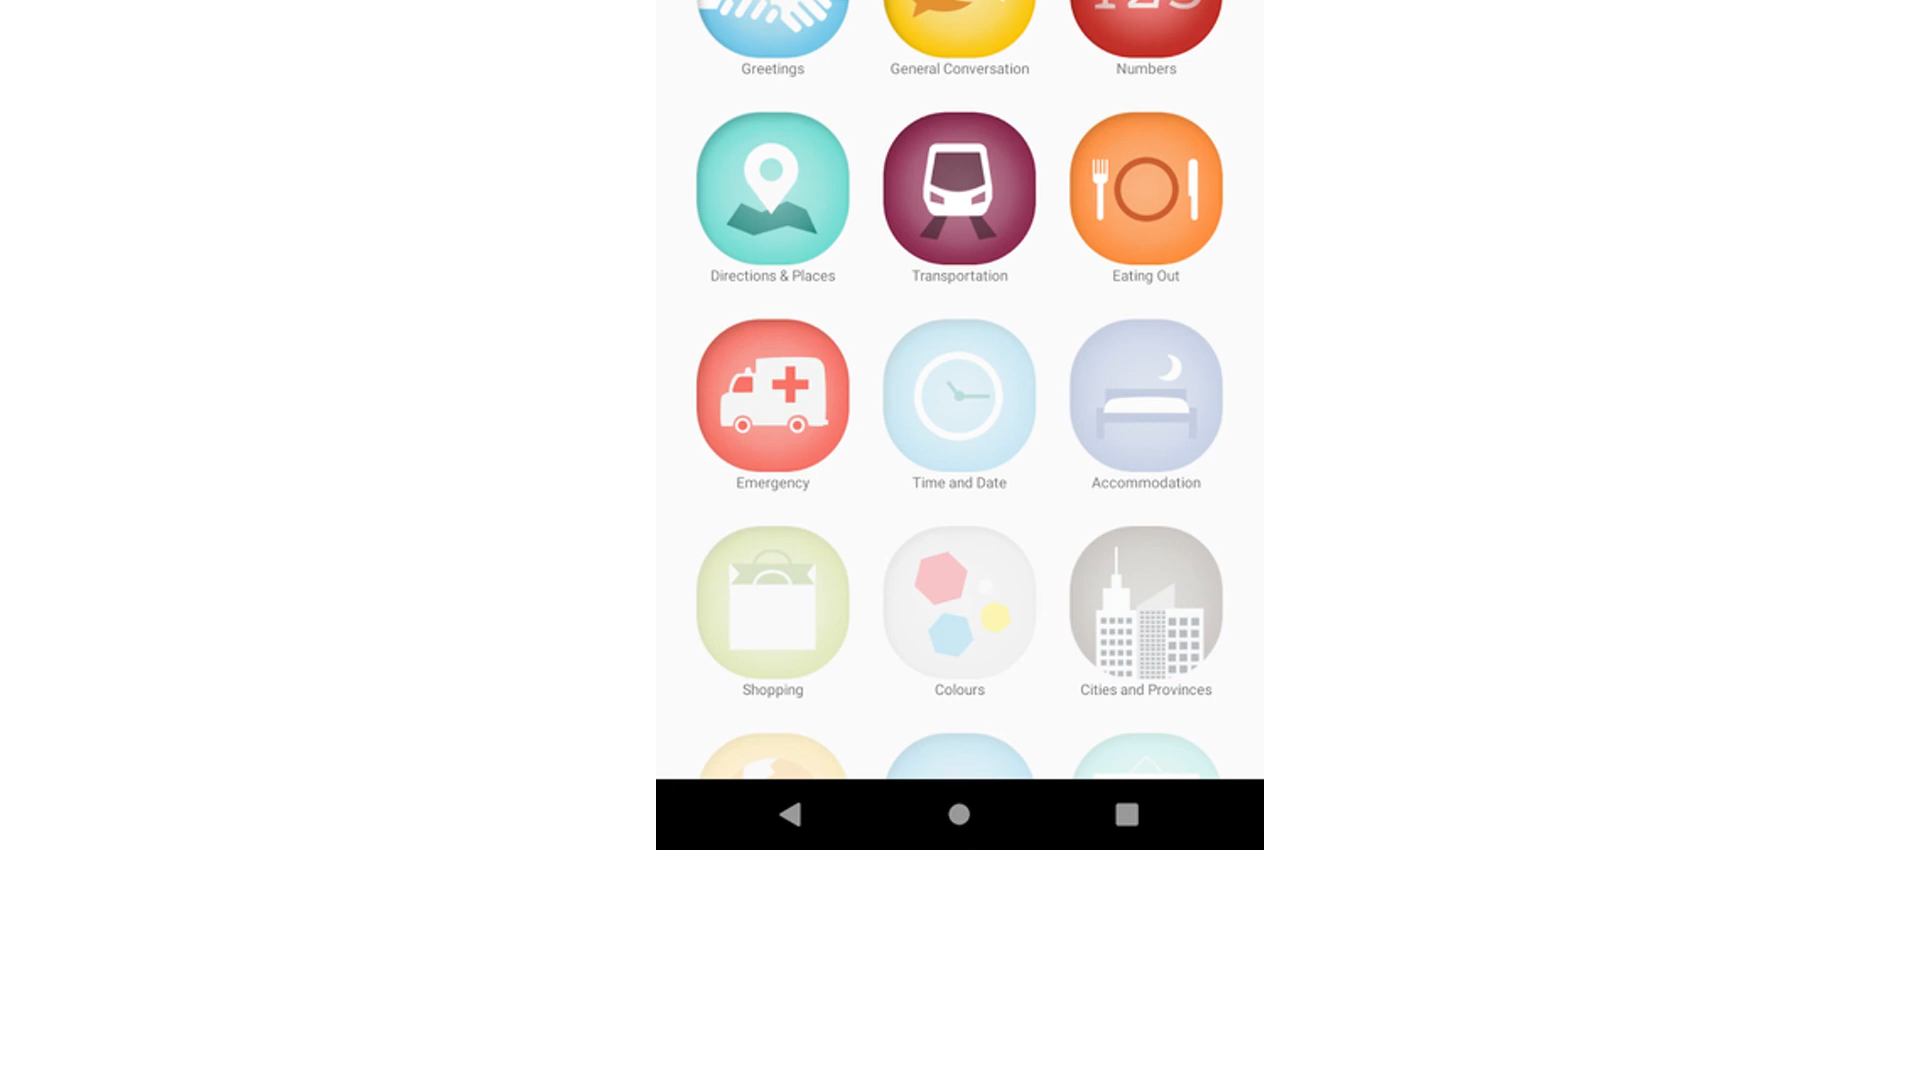 123
Greetings
General Conversation
Numbers
Directions & Places
Transportation
Eating Out
Emergency
Time and Date
Accommodation
Shopping
Colours
Cities and Provinces